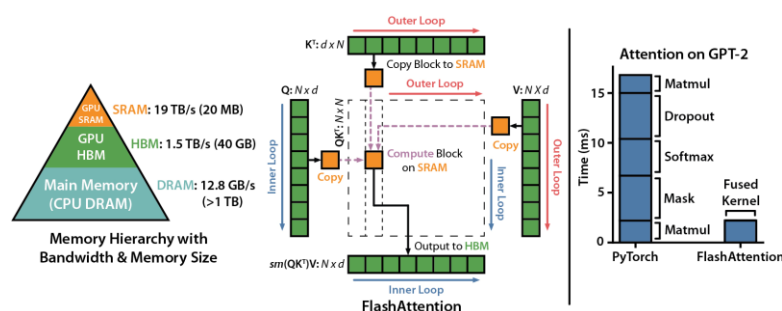 GPU
SRAM
SRAM: 19 TB/s (20 MB)
GPU
HBM
HBM: 1.5 TB/s (40 GB)
Main Memory
(CPU DRAM)
DRAM: 12.8 GB/s
(>1 TB)
Memory Hierarchy with
Bandwidth & Memory Size
Outer Loop
Kᵀ: d x N
Copy Block to SRAM
Outer Loop
Q: N x d
V: N X d
QKᵀ: N x N
Inner Loop
Copy
Compute Block
on SRAM
Copy
Inner Loop
Outer Loop
Output to HBM
sm(QKᵀ)V: N x d
Inner Loop
FlashAttention
Attention on GPT-2
Time (ms)
15
10
5
0
Matmul
Dropout
Softmax
Mask
Matmul
Fused
Kernel
PyTorch
FlashAttention